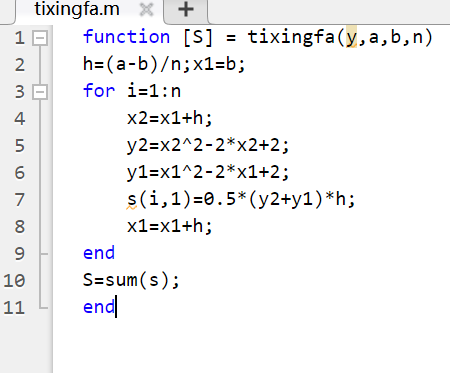 tixingfa.m × +
1 function [S] = tixingfa(y,a,b,n)
2 h=(a-b)/n;x1=b;
3 for i=1:n
4 x2=x1+h;
5 y2=x2^2-2*x2+2;
6 y1=x1^2-2*x1+2;
7 s(i,1)=0.5*(y2+y1)*h;
8 x1=x1+h;
9 end
10 S=sum(s);
11 end